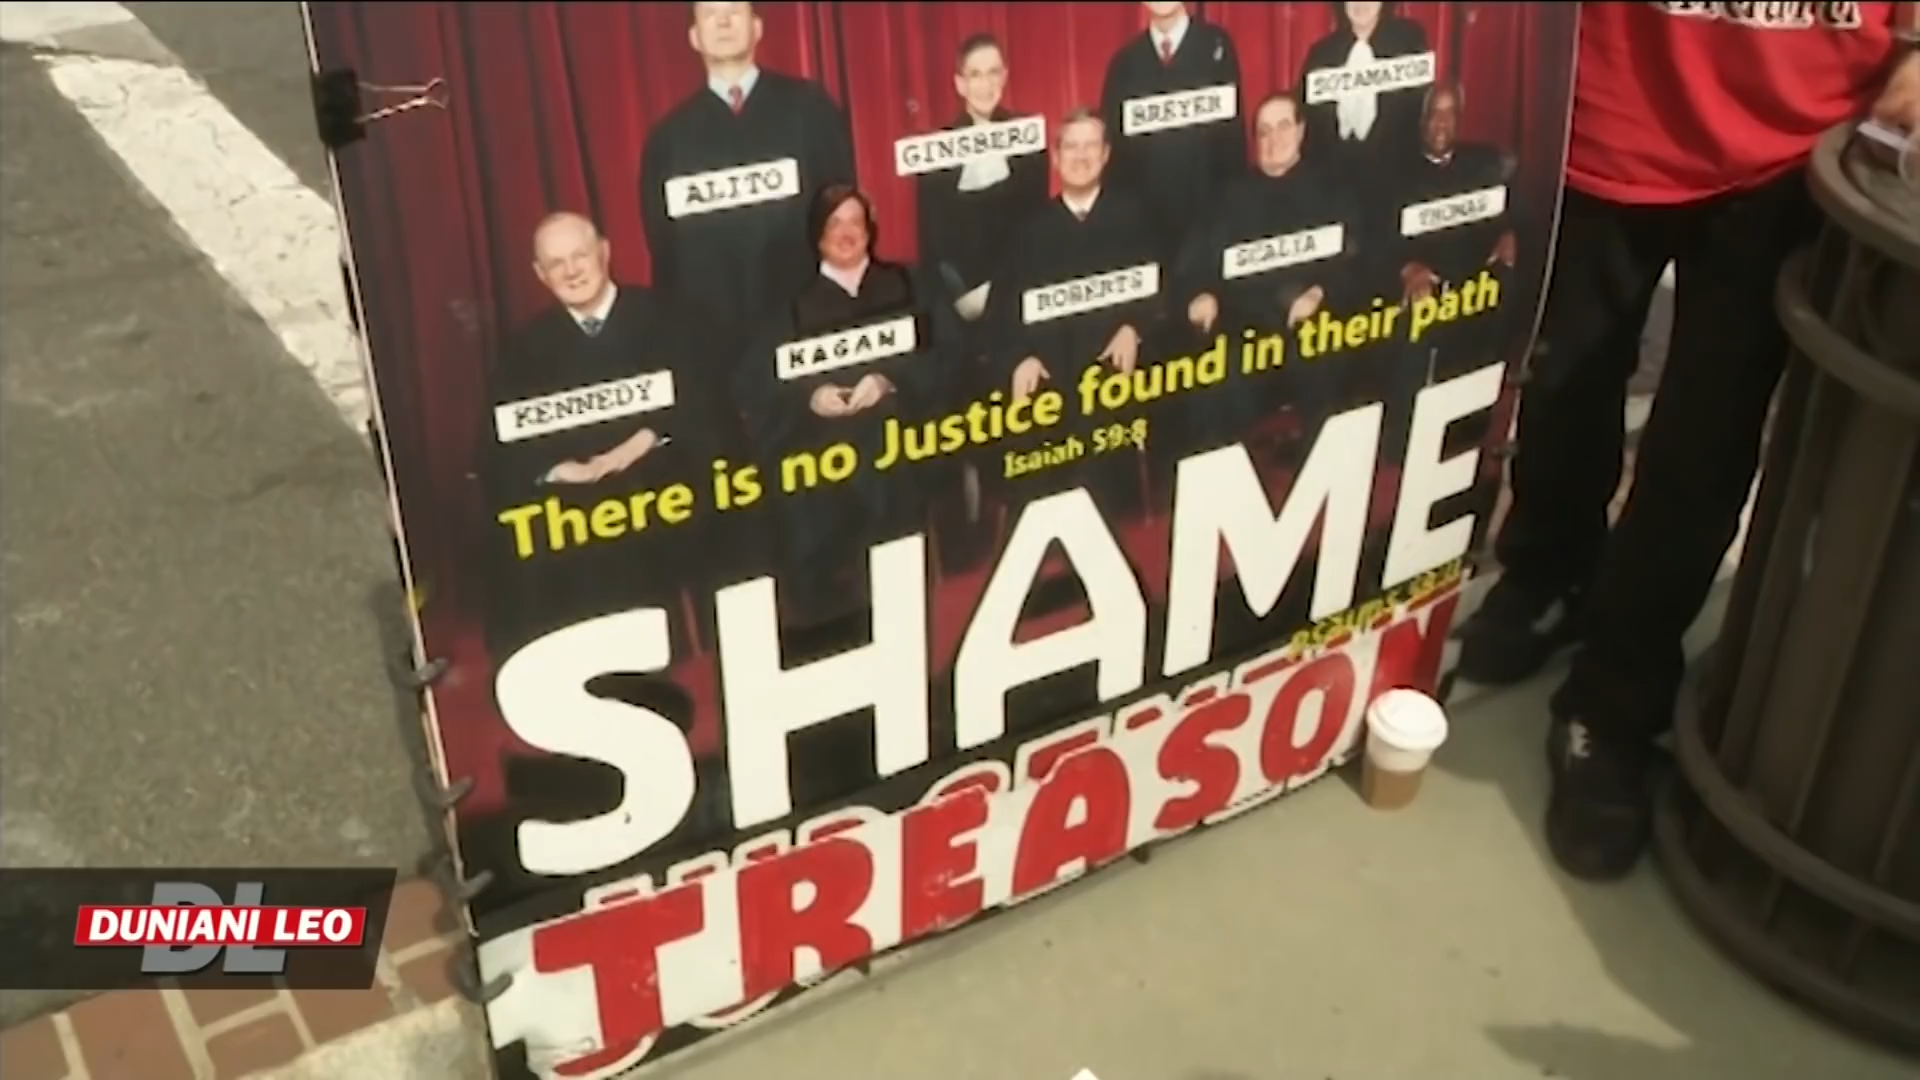 SOTAMAYOR
BREYER
GINSBERG
ALITO
THOMAS
SCALIA
ROBERTS
KAGAN
KENNEDY
There is no Justice found in their path
Isaiah 59:8
SHAME
TREASON
DL
DUNIANI LEO